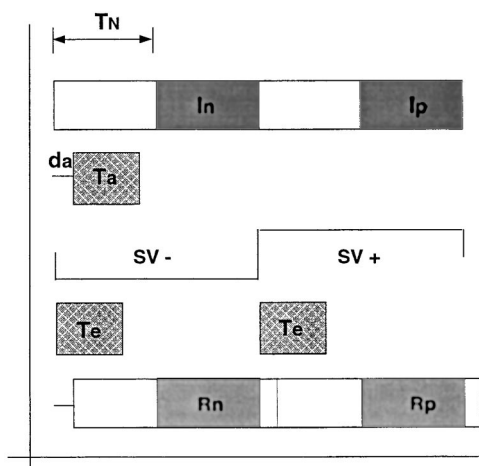 TN
In Ip
da Ta
SV - SV +
Te Te
Rn Rp